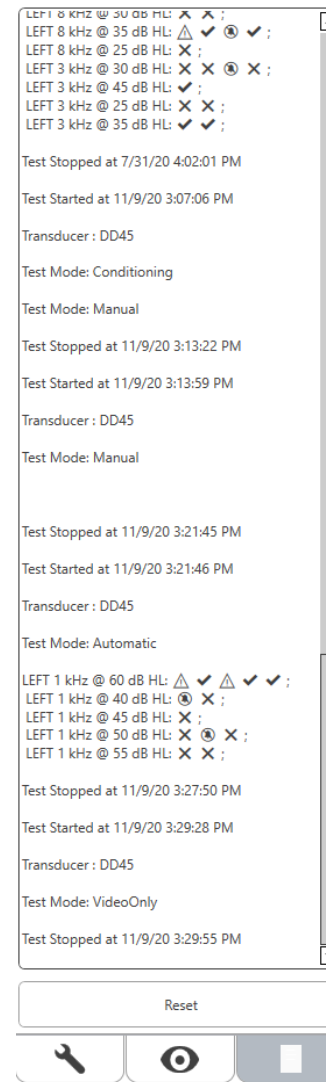 LEFT 8 kHz @ 30 dB HL: ✕ ✕ ;
LEFT 8 kHz @ 35 dB HL: ⚠ ✔ 🔕 ✔ ;
LEFT 8 kHz @ 25 dB HL: ✕ ;
LEFT 3 kHz @ 30 dB HL: ✕ ✕ 🔕 ✕ ;
LEFT 3 kHz @ 45 dB HL: ✔ ;
LEFT 3 kHz @ 25 dB HL: ✕ ✕ ;
LEFT 3 kHz @ 35 dB HL: ✔ ✔ ;
Test Stopped at 7/31/20 4:02:01 PM
Test Started at 11/9/20 3:07:06 PM
Transducer : DD45
Test Mode: Conditioning
Test Mode: Manual
Test Stopped at 11/9/20 3:13:22 PM
Test Started at 11/9/20 3:13:59 PM
Transducer : DD45
Test Mode: Manual
Test Stopped at 11/9/20 3:21:45 PM
Test Started at 11/9/20 3:21:46 PM
Transducer : DD45
Test Mode: Automatic
LEFT 1 kHz @ 60 dB HL: ⚠ ✔ ⚠ ✔ ✔ ;
LEFT 1 kHz @ 40 dB HL: 🔕 ✕ ;
LEFT 1 kHz @ 45 dB HL: ✕ ;
LEFT 1 kHz @ 50 dB HL: ✕ 🔕 ✕ ;
LEFT 1 kHz @ 55 dB HL: ✕ ✕ ;
Test Stopped at 11/9/20 3:27:50 PM
Test Started at 11/9/20 3:29:28 PM
Transducer : DD45
Test Mode: VideoOnly
Test Stopped at 11/9/20 3:29:55 PM
Reset